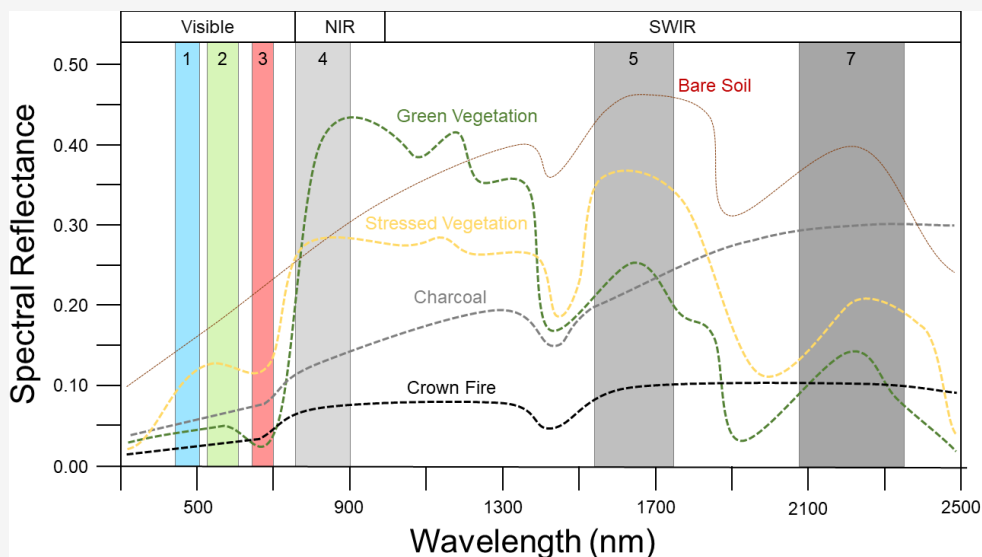 Visible NIR SWIR
1 2 3 4 5 7
0.50
Bare Soil
Green Vegetation
0.40
Spectral Reflectance
0.30
Stressed Vegetation
Charcoal
0.20
0.10
Crown Fire
0.00
500 900 1300 1700 2100 2500
Wavelength (nm)